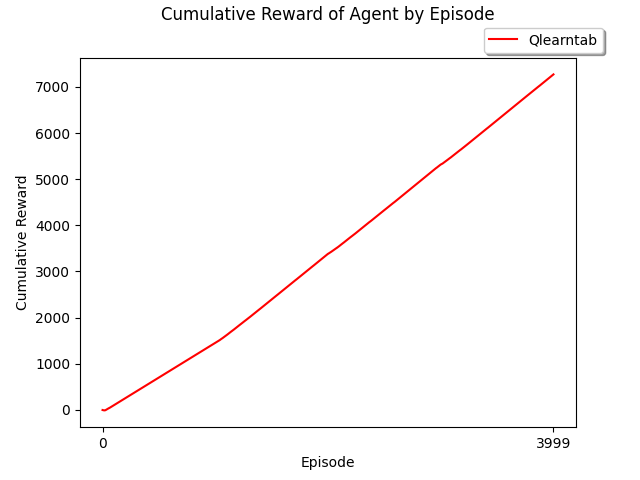 Cumulative Reward of Agent by Episode
Qlearntab
7000
6000
5000
4000
3000
2000
1000
0
Cumulative Reward
0 3999
Episode